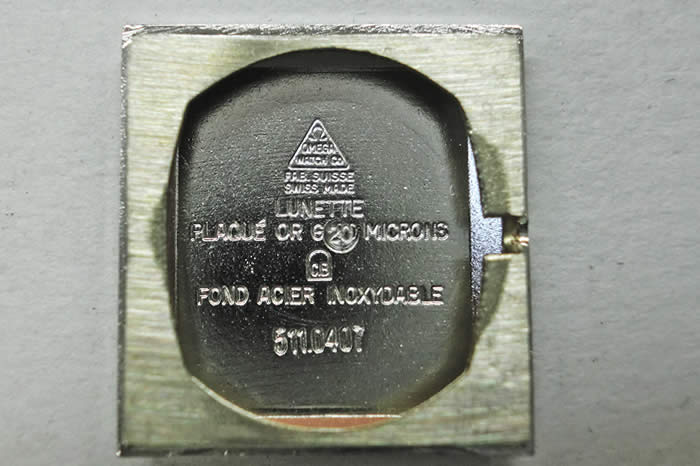 Ω
OMEGA
WATCH Co
FAB. SUISSE
SWISS MADE
LUNETTE
PLAQUÉ OR G 20 MICRONS
CB
FOND ACIER INOXYDABLE
511.0407